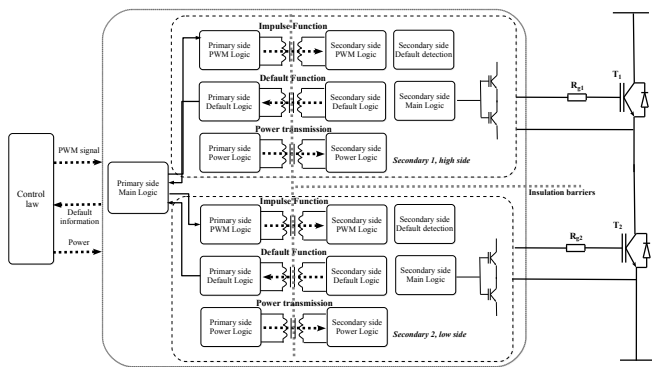 Impulse Function
Primary side
PWM Logic
Secondary side
PWM Logic
Secondary side
Default detection
Default Function
Primary side
Default Logic
Secondary side
Default Logic
Secondary side
Main Logic
Power transmission
Primary side
Power Logic
Secondary side
Power Logic
Secondary 1, high side
Rg1
T1
Control
law
PWM signal
Default
information
Power
Primary side
Main Logic
Insulation barriers
Impulse Function
Primary side
PWM Logic
Secondary side
PWM Logic
Secondary side
Default detection
Default Function
Primary side
Default Logic
Secondary side
Default Logic
Secondary side
Main Logic
Power transmission
Primary side
Power Logic
Secondary side
Power Logic
Secondary 2, low side
Rg2
T2